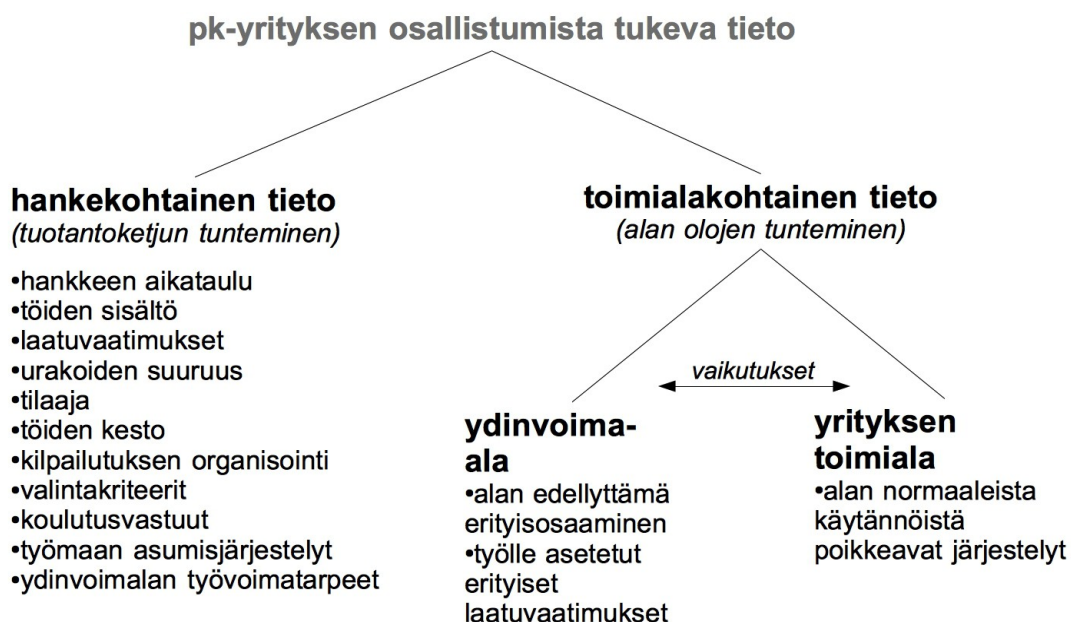 pk-yrityksen osallistumista tukeva tieto
hankekohtainen tieto
(tuotantoketjun tunteminen)
•hankkeen aikataulu
•töiden sisältö
•laatuvaatimukset
•urakoiden suuruus
•tilaaja
•töiden kesto
•kilpailutuksen organisointi
•valintakriteerit
•koulutusvastuut
•työmaan asumisjärjestelyt
•ydinvoimalan työvoimatarpeet
toimialakohtainen tieto
(alan olojen tunteminen)
vaikutukset
ydinvoima-
ala
•alan edellyttämä
erityisosaaminen
•työlle asetetut
erityiset
laatuvaatimukset
yrityksen
toimiala
•alan normaaleista
käytännöistä
poikkeavat järjestelyt